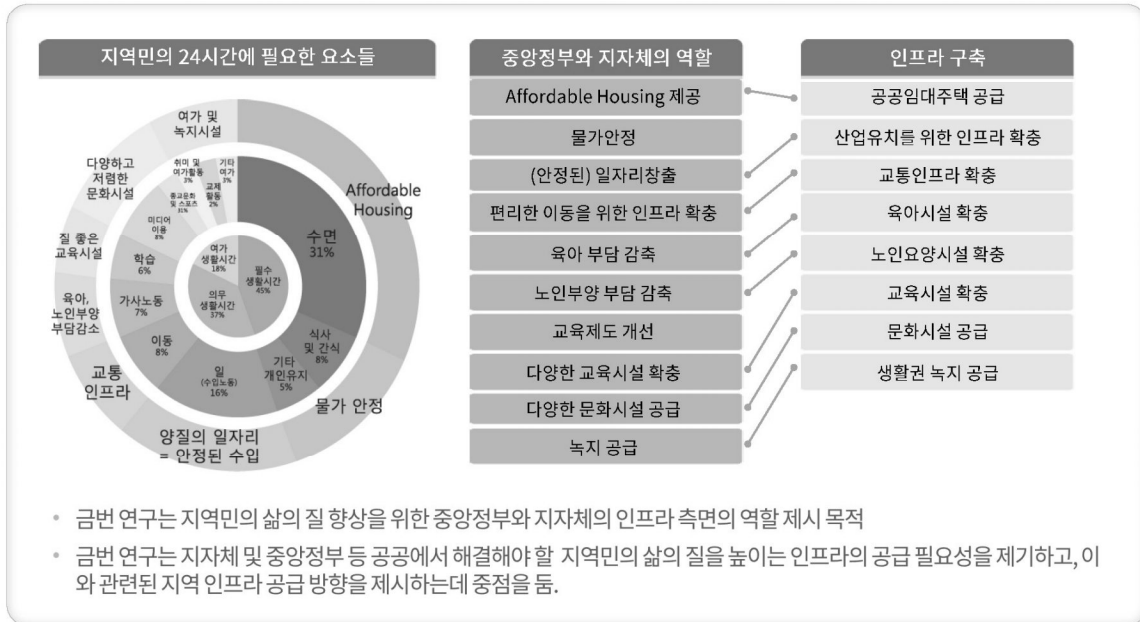 지역민의 24시간에 필요한 요소들
여가 및
녹지시설
다양하고
저렴한
문화시설
질 좋은
교육시설
육아,
노인부양
부담감소
교통
인프라
양질의 일자리
= 안정된 수입
물가 안정
Affordable
Housing
취미 및
여가활동
3%
기타
여가
3%
교제
활동
2%
종교문화
및 스포츠
31%
미디어
이용
8%
학습
6%
가사노동
7%
이동
8%
일
(수입노동)
16%
기타
개인유지
5%
식사
및 간식
8%
수면
31%
여가
생활시간
18%
필수
생활시간
45%
의무
생활시간
37%
중앙정부와 지자체의 역할
Affordable Housing 제공
물가안정
(안정된) 일자리창출
편리한 이동을 위한 인프라 확충
육아 부담 감축
노인부양 부담 감축
교육제도 개선
다양한 교육시설 확충
다양한 문화시설 공급
녹지 공급
인프라 구축
공공임대주택 공급
산업유치를 위한 인프라 확충
교통인프라 확충
육아시설 확충
노인요양시설 확충
교육시설 확충
문화시설 공급
생활권 녹지 공급
• 금번 연구는 지역민의 삶의 질 향상을 위한 중앙정부와 지자체의 인프라 측면의 역할 제시 목적
• 금번 연구는 지자체 및 중앙정부 등 공공에서 해결해야 할 지역민의 삶의 질을 높이는 인프라의 공급 필요성을 제기하고, 이
와 관련된 지역 인프라 공급 방향을 제시하는데 중점을 둠.